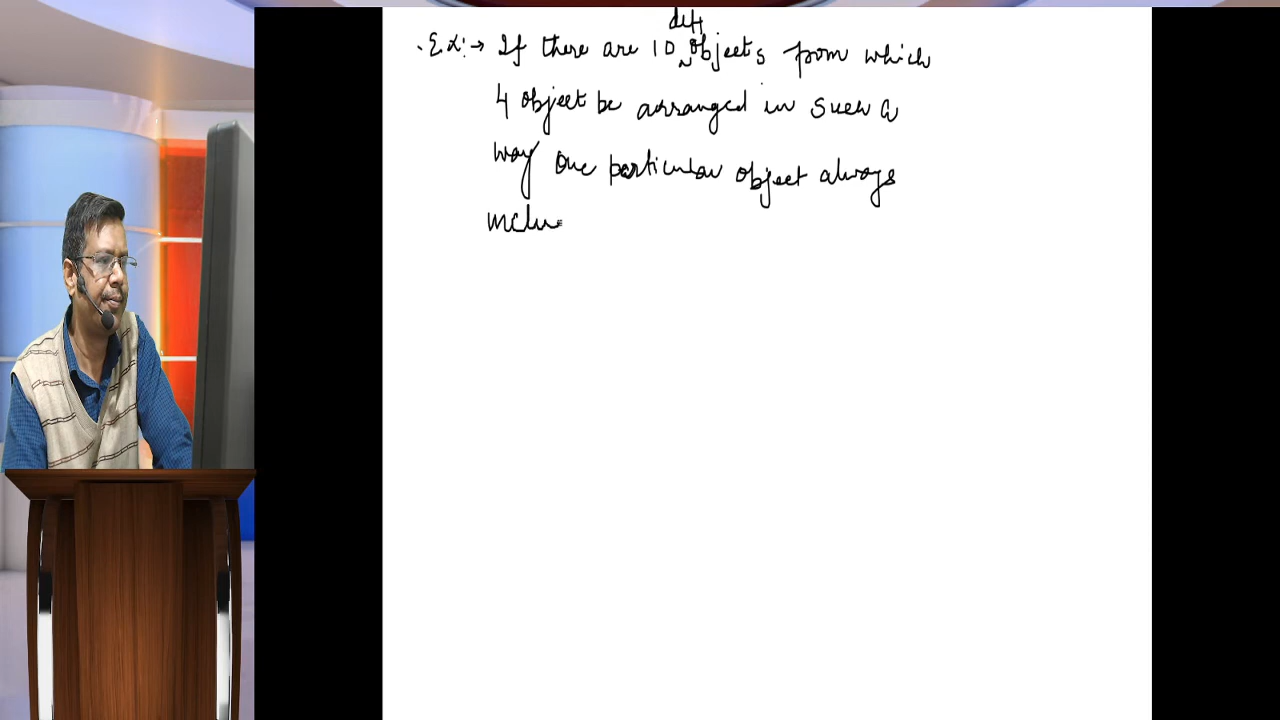 Ex:→ If there are 10 diff objects from which
4 object be arranged in such a
way one particular object always
inclu